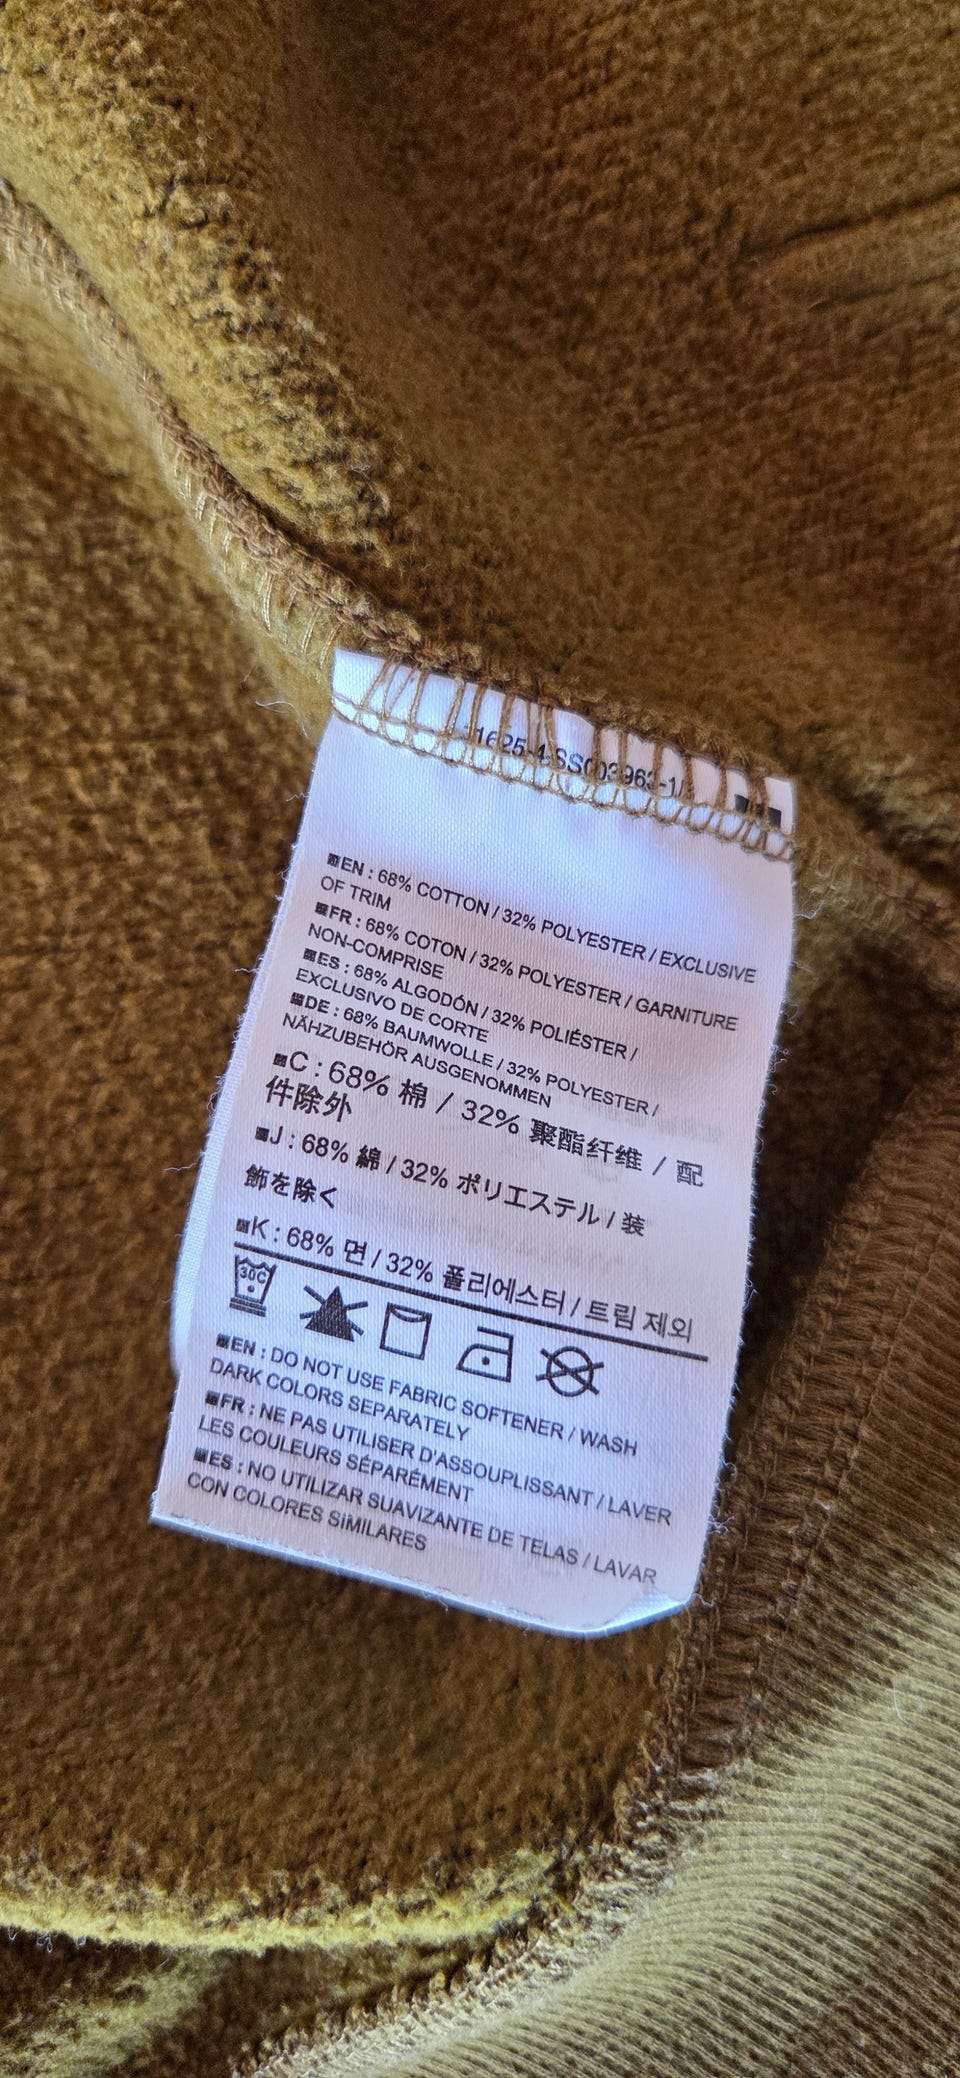 SS003963-1/
EN : 68% COTTON / 32% POLYESTER / EXCLUSIVE
OF TRIM
FR : 68% COTON / 32% POLYESTER / GARNITURE
NON-COMPRISE
ES : 68% ALGODÓN / 32% POLIÉSTER /
EXCLUSIVO DE CORTE
DE : 68% BAUMWOLLE / 32% POLYESTER /
NÄHZUBEHÖR AUSGENOMMEN
C : 68% 棉 / 32% 聚酯纤维 / 配
件除外
J : 68% 綿 / 32% ポリエステル / 装
飾を除く
K : 68% 면 / 32% 폴리에스터 / 트림 제외
30C
EN : DO NOT USE FABRIC SOFTENER / WASH
DARK COLORS SEPARATELY
FR : NE PAS UTILISER D'ASSOUPLISSANT / LAVER
LES COULEURS SÉPARÉMENT
ES : NO UTILIZAR SUAVIZANTE DE TELAS / LAVAR
CON COLORES SIMILARES